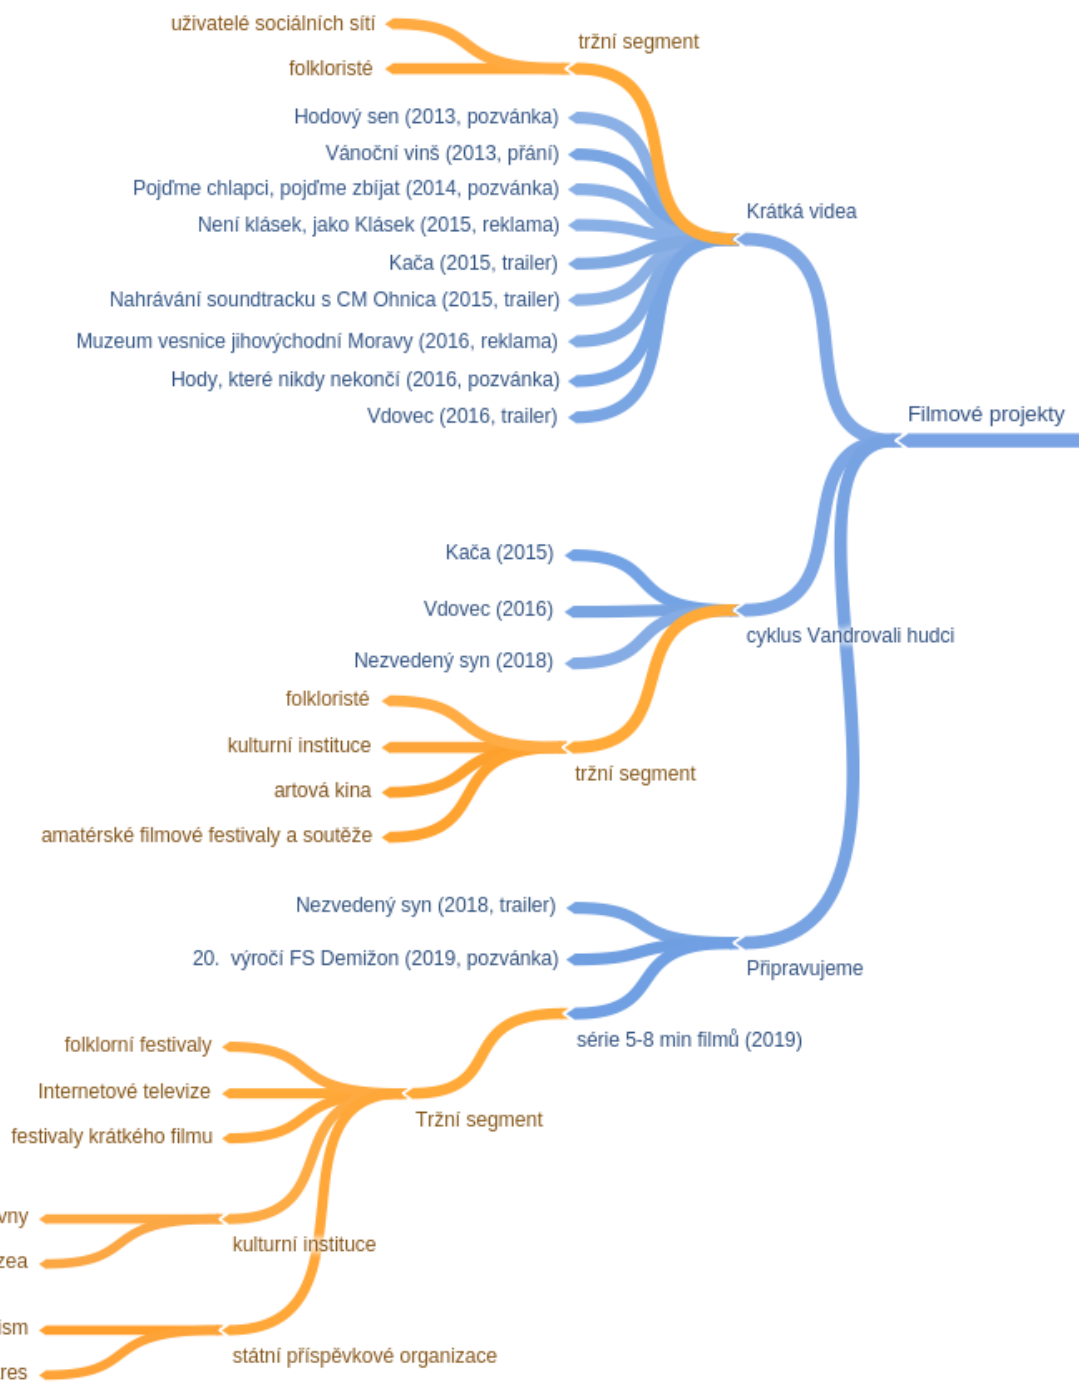 uživatelé sociálních sítí
tržní segment
folkloristé
Hodový sen (2013, pozvánka)
Vánoční vinš (2013, přání)
Pojďme chlapci, pojďme zbíjat (2014, pozvánka)
Krátká videa
Není klásek, jako Klásek (2015, reklama)
Kača (2015, trailer)
Nahrávání soundtracku s CM Ohnica (2015, trailer)
Muzeum vesnice jihovýchodní Moravy (2016, reklama)
Hody, které nikdy nekončí (2016, pozvánka)
Vdovec (2016, trailer)
Filmové projekty
Kača (2015)
Vdovec (2016)
cyklus Vandrovali hudci
Nezvedený syn (2018)
folkloristé
kulturní instituce
tržní segment
artová kina
amatérské filmové festivaly a soutěže
Nezvedený syn (2018, trailer)
20. výročí FS Demižon (2019, pozvánka)
Připravujeme
série 5-8 min filmů (2019)
folklorní festivaly
Internetové televize
Tržní segment
festivaly krátkého filmu
vny
kulturní instituce
zea
ism
státní příspěvkové organizace
res